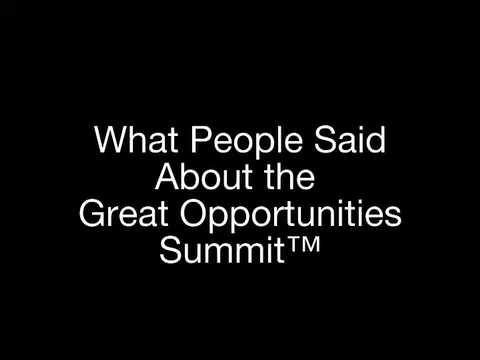 What People Said
About the
Great Opportunities
Summit™